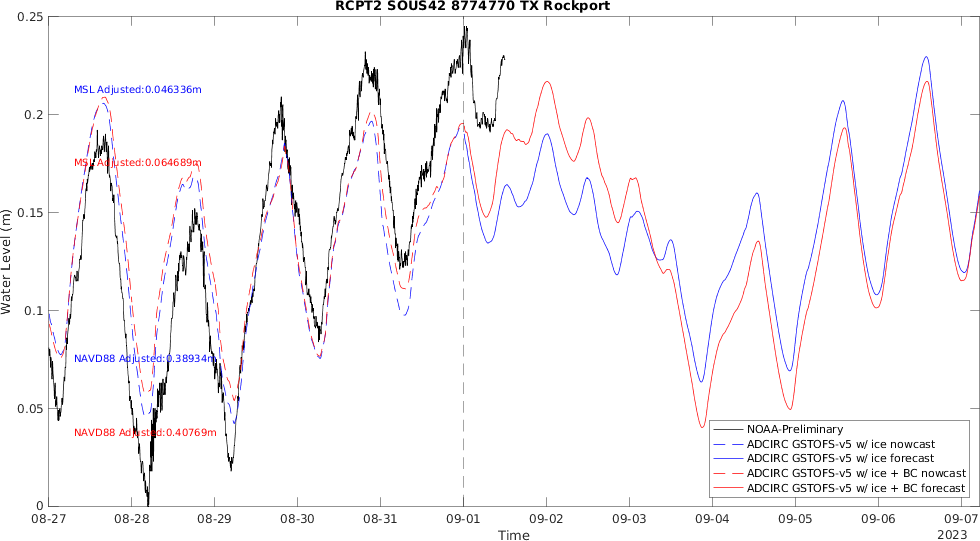 RCPT2 SOUS42 8774770 TX Rockport
0.25
0.2
0.15
0.1
0.05
0
Water Level (m)
MSL Adjusted:0.046336m
MSL Adjusted:0.064689m
NAVD88 Adjusted:0.38934m
NAVD88 Adjusted:0.40769m
NOAA-Preliminary
ADCIRC GSTOFS-v5 w/ ice nowcast
ADCIRC GSTOFS-v5 w/ ice forecast
ADCIRC GSTOFS-v5 w/ ice + BC nowcast
ADCIRC GSTOFS-v5 w/ ice + BC forecast
08-27 08-28 08-29 08-30 08-31 09-01 09-02 09-03 09-04 09-05 09-06 09-07
Time
2023